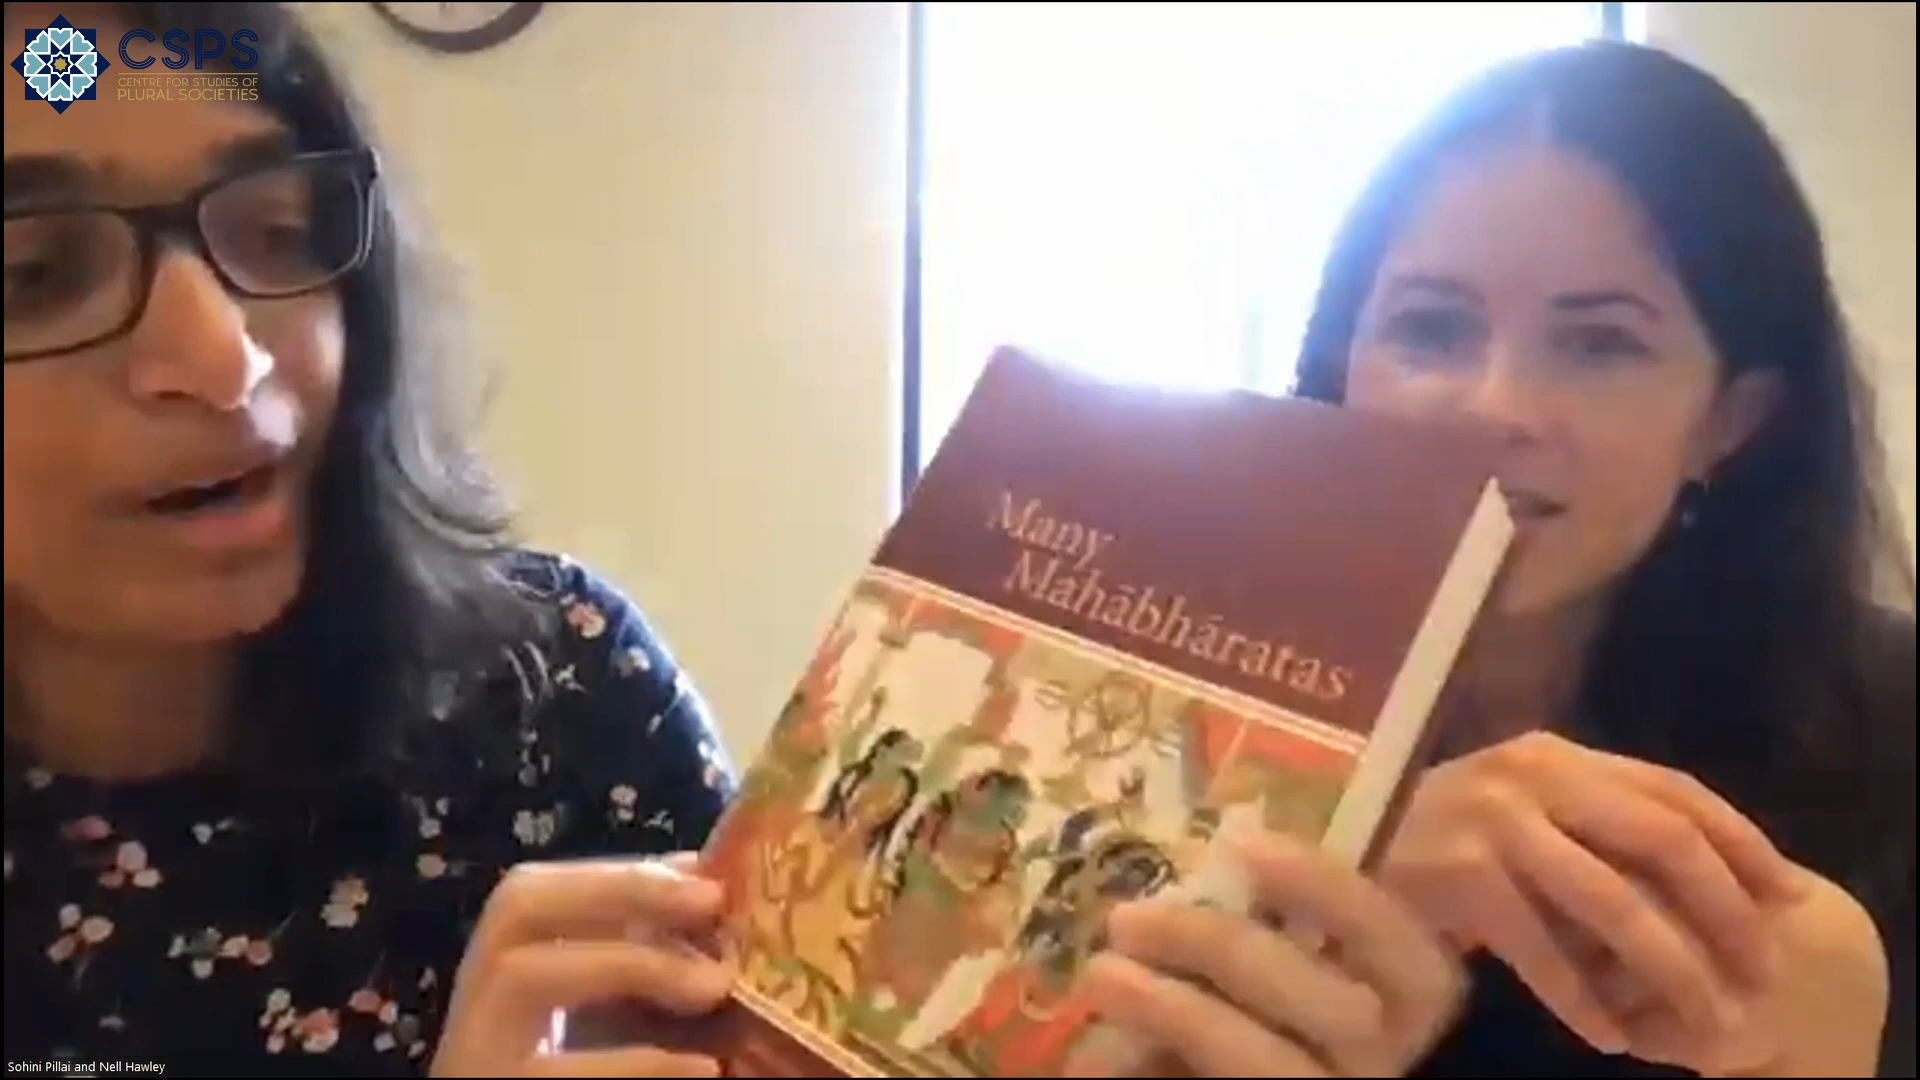 CSPS
CENTRE FOR STUDIES OF
PLURAL SOCIETIES
Many
Mahābhāratas
Sohini Pillai and Nell Hawley